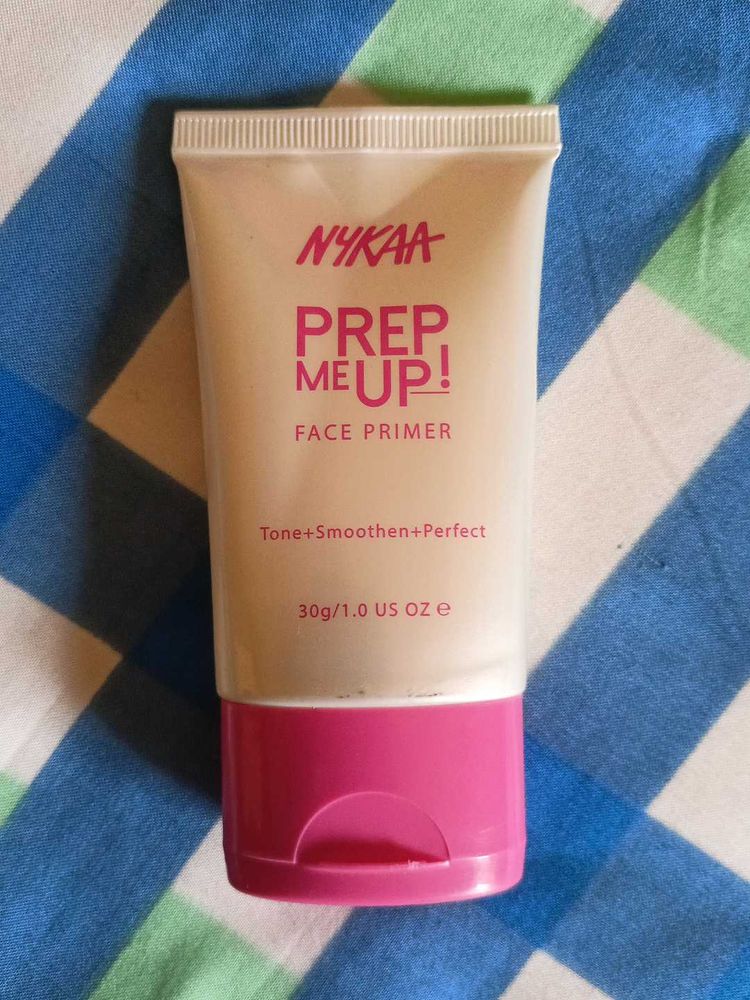 NYKAA
PREP
ME UP!
FACE PRIMER
Tone+Smoothen+Perfect
30g/1.0 US OZ ℮